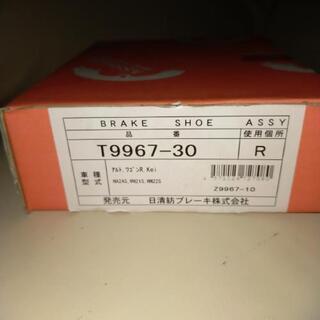 BRAKE SHOE ASSY
品 番 使用個所
T9967-30 R
車種 ｱﾙﾄ,ﾜｺﾞﾝR,Kei
型式
Z9967-10
発売元 日清紡ブレーキ株式会社